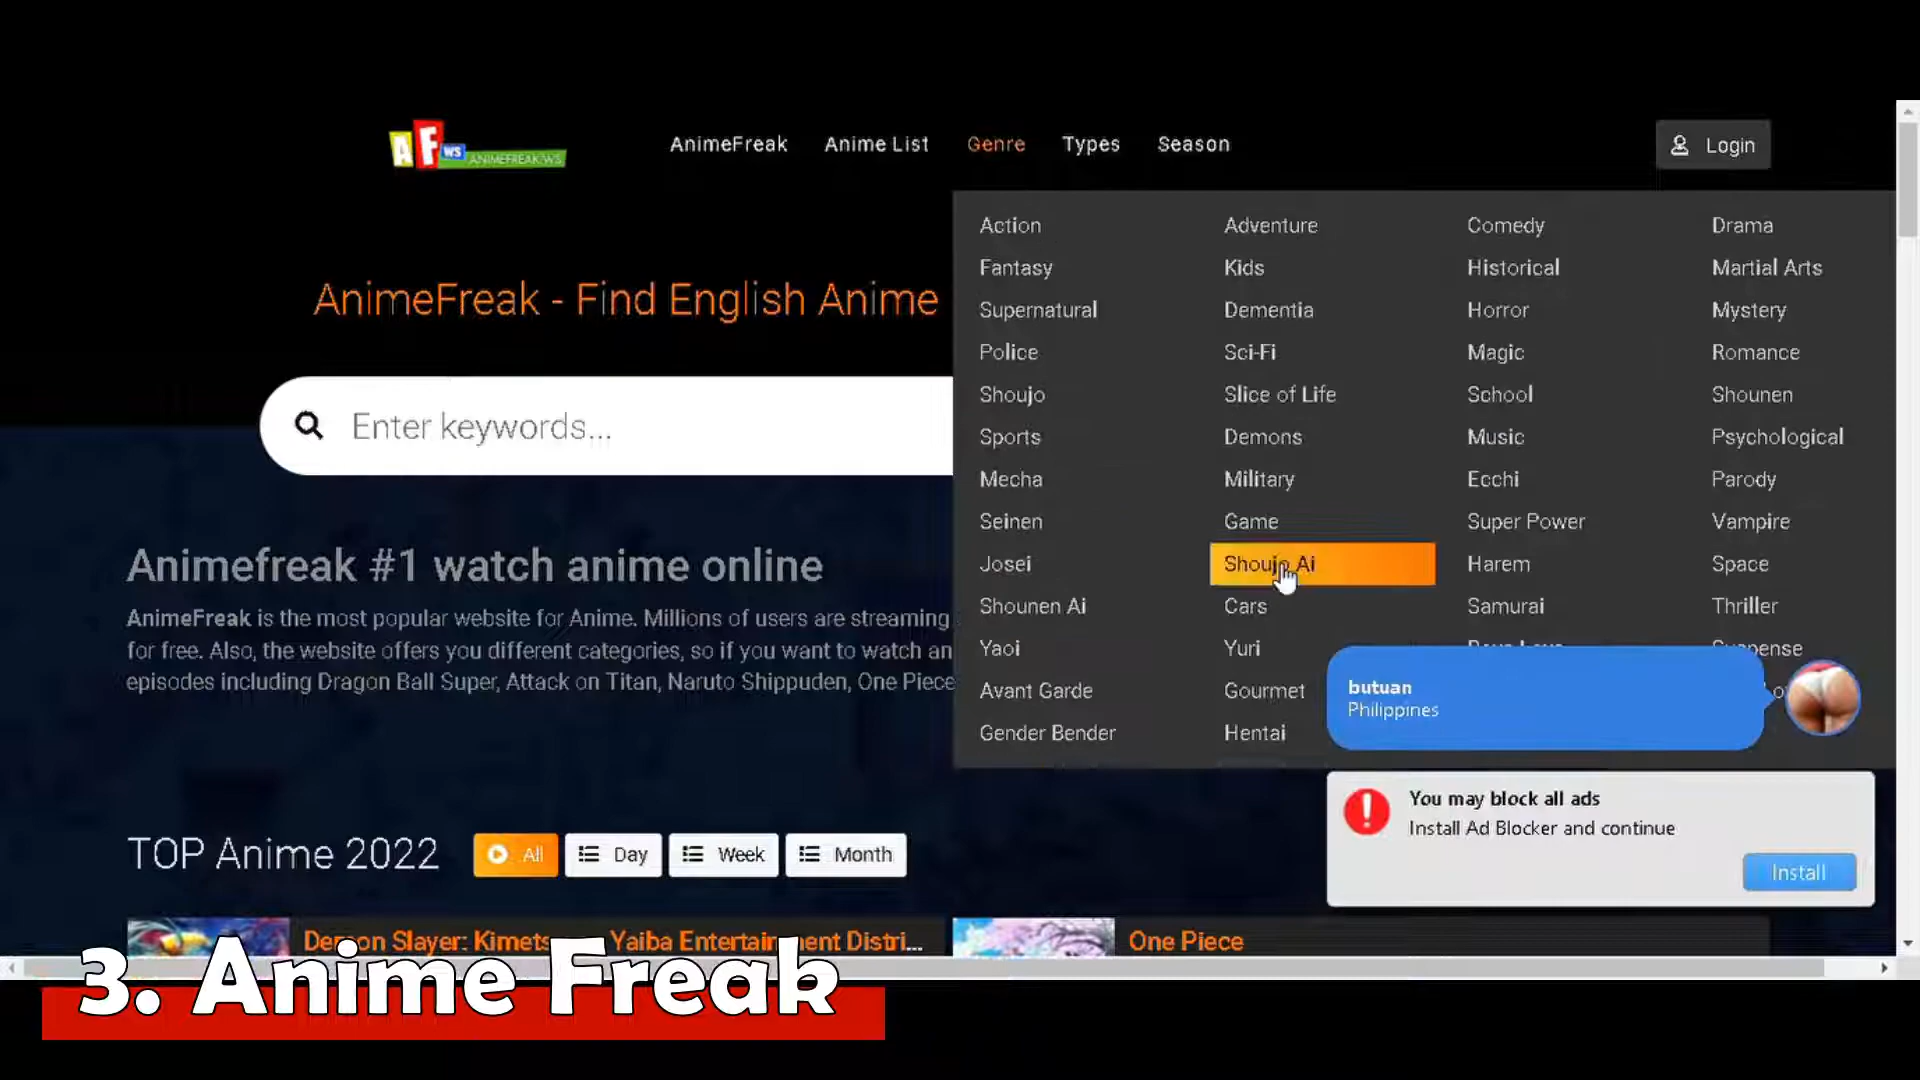 AF ws ANIMEFREAK.WS
AnimeFreak Anime List Genre Types Season
Login
Action Adventure Comedy Drama
Fantasy Kids Historical Martial Arts
Supernatural Dementia Horror Mystery
Police Sci-Fi Magic Romance
Shoujo Slice of Life School Shounen
Sports Demons Music Psychological
Mecha Military Ecchi Parody
Seinen Game Super Power Vampire
Josei Shoujo Ai Harem Space
Shounen Ai Cars Samurai Thriller
Yaoi Yuri
Avant Garde Gourmet
Gender Bender Hentai
AnimeFreak - Find English Anime
Enter keywords...
Animefreak #1 watch anime online
AnimeFreak is the most popular website for Anime. Millions of users are streaming
for free. Also, the website offers you different categories, so if you want to watch an
episodes including Dragon Ball Super, Attack on Titan, Naruto Shippuden, One Piece
butuan
Philippines
You may block all ads
Install Ad Blocker and continue
Install
TOP Anime 2022 All Day Week Month
Demon Slayer: Kimets Yaiba Entertainment Distri...
One Piece
3. Anime Freak